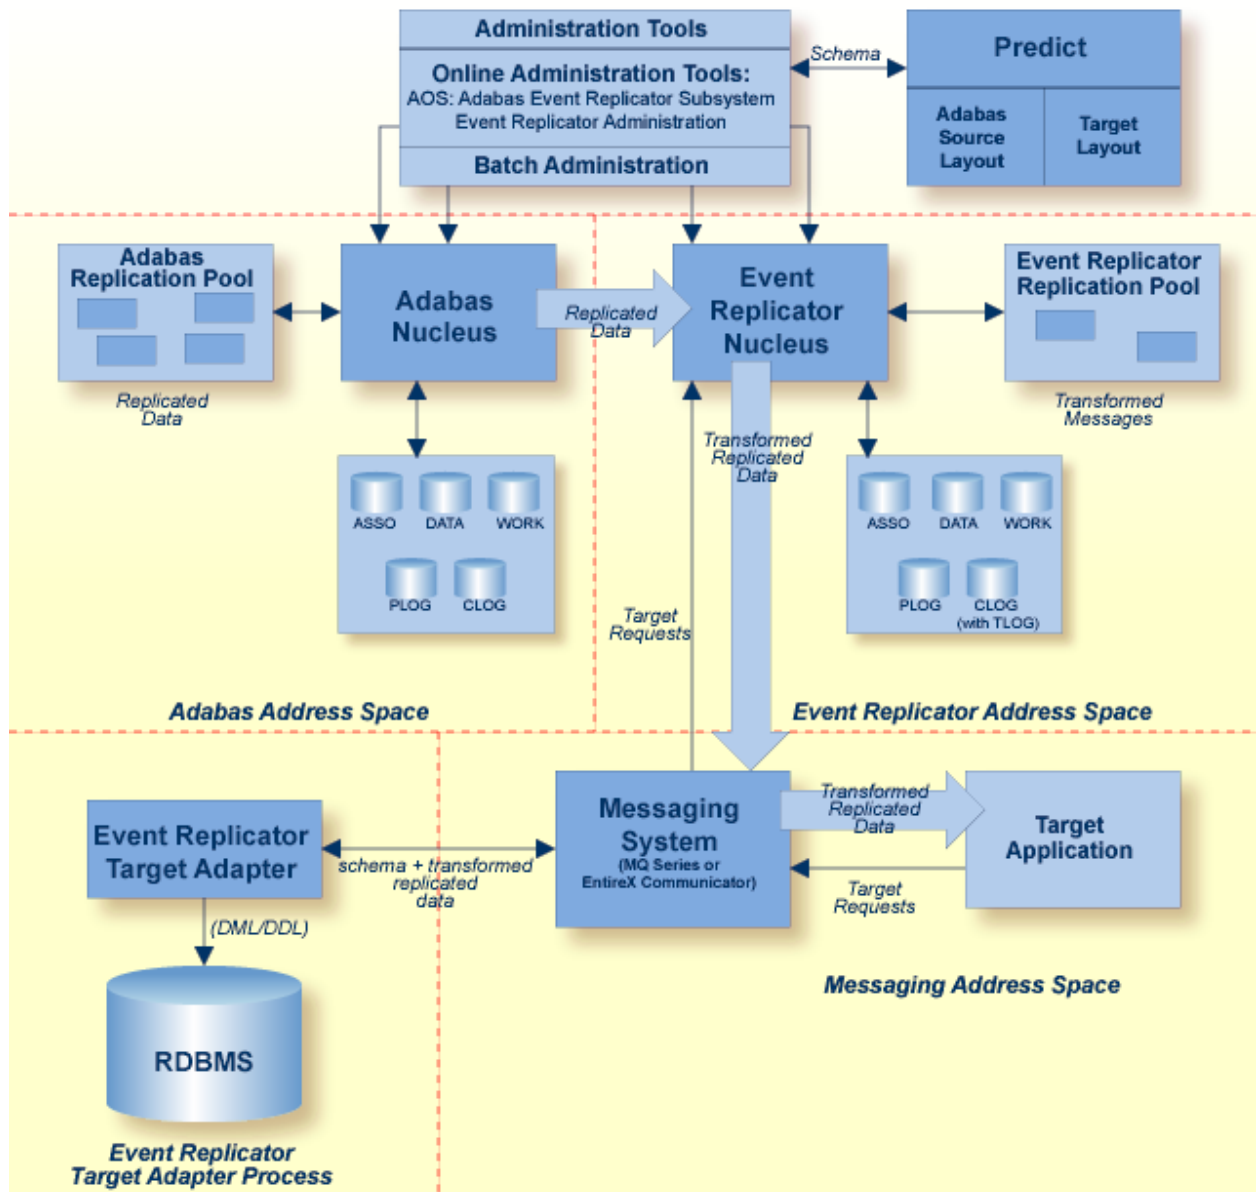 Administration Tools
Online Administration Tools:
AOS: Adabas Event Replicator Subsystem
Event Replicator Administration
Batch Administration
Schema
Predict
Adabas
Source
Layout
Target
Layout
Adabas
Replication Pool
Replicated
Data
Adabas
Nucleus
Replicated
Data
Event
Replicator
Nucleus
Event Replicator
Replication Pool
Transformed
Messages
ASSO
DATA
WORK
PLOG
CLOG
Transformed
Replicated
Data
Target
Requests
ASSO
DATA
WORK
PLOG
CLOG
(with TLOG)
Adabas Address Space
Event Replicator Address Space
Event Replicator
Target Adapter
schema + transformed
replicated
data
Messaging
System
(MQ Series or
EntireX Communicator)
Transformed
Replicated
Data
Target
Requests
Target
Application
(DML/DDL)
RDBMS
Messaging Address Space
Event Replicator
Target Adapter Process